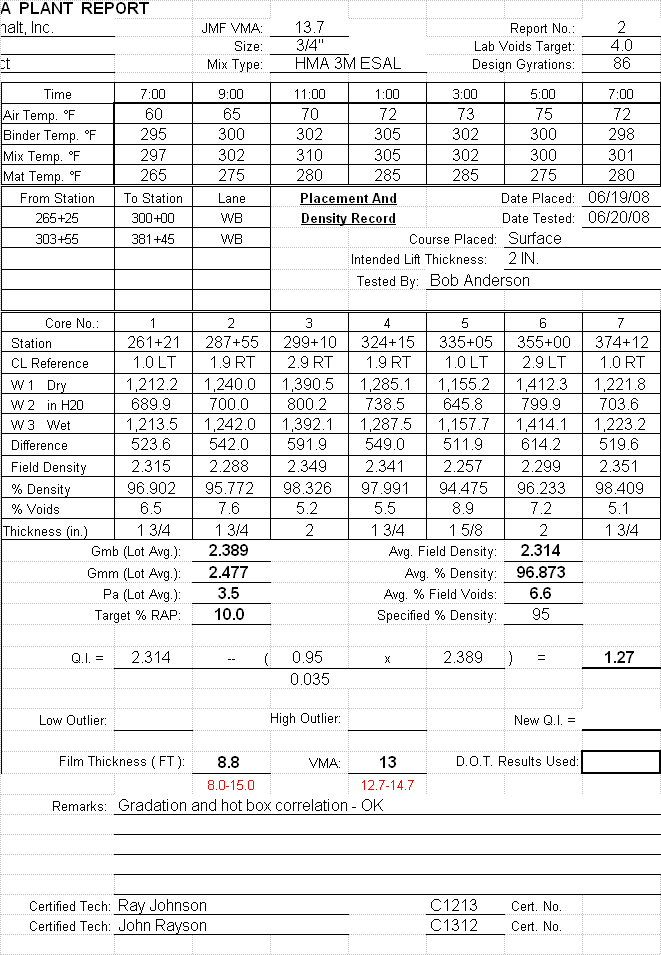 A PLANT REPORT
nalt, Inc. JMF VMA: 13.7 Report No.: 2
Size: 3/4" Lab Voids Target: 4.0
ct Mix Type: HMA 3M ESAL Design Gyrations: 86
Time 7:00 9:00 11:00 1:00 3:00 5:00 7:00
Air Temp. °F 60 65 70 72 73 75 72
Binder Temp. °F 295 300 302 305 302 300 298
Mix Temp. °F 297 302 310 305 302 300 301
Mat Temp. °F 265 275 280 285 285 275 280
From Station To Station Lane Placement And Date Placed: 06/19/08
265+25 300+00 WB Density Record Date Tested: 06/20/08
303+55 381+45 WB Course Placed: Surface
Intended Lift Thickness: 2 IN.
Tested By: Bob Anderson
Core No.: 1 2 3 4 5 6 7
Station 261+21 287+55 299+10 324+15 335+05 355+00 374+12
CL Reference 1.0 LT 1.9 RT 2.9 RT 1.9 RT 1.0 LT 2.9 LT 1.0 RT
W 1 Dry 1,212.2 1,240.0 1,390.5 1,285.1 1,155.2 1,412.3 1,221.8
W 2 in H20 689.9 700.0 800.2 738.5 645.8 799.9 703.6
W 3 Wet 1,213.5 1,242.0 1,392.1 1,287.5 1,157.7 1,414.1 1,223.2
Difference 523.6 542.0 591.9 549.0 511.9 614.2 519.6
Field Density 2.315 2.288 2.349 2.341 2.257 2.299 2.351
% Density 96.902 95.772 98.326 97.991 94.475 96.233 98.409
% Voids 6.5 7.6 5.2 5.5 8.9 7.2 5.1
Thickness (in.) 1 3/4 1 3/4 2 1 3/4 1 5/8 2 1 3/4
Gmb (Lot Avg.): 2.389 Avg. Field Density: 2.314
Gmm (Lot Avg.): 2.477 Avg. % Density: 96.873
Pa (Lot Avg.): 3.5 Avg. % Field Voids: 6.6
Target % RAP: 10.0 Specified % Density: 95
Q.I. = 2.314 -- ( 0.95 x 2.389 ) = 1.27
0.035
Low Outlier: High Outlier: New Q.I. =
Film Thickness ( FT ): 8.8 VMA: 13 D.O.T. Results Used:
8.0-15.0 12.7-14.7
Remarks: Gradation and hot box correlation - OK
Certified Tech: Ray Johnson C1213 Cert. No.
Certified Tech: John Rayson C1312 Cert. No.